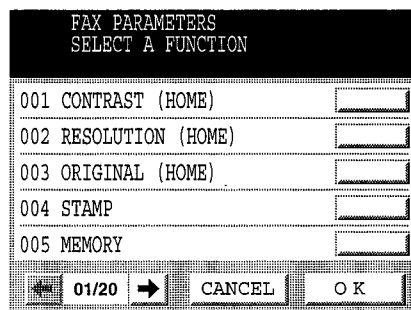 FAX PARAMETERS
SELECT A FUNCTION
001 CONTRAST (HOME)
002 RESOLUTION (HOME)
003 ORIGINAL (HOME)
004 STAMP
005 MEMORY
01/20 CANCEL OK